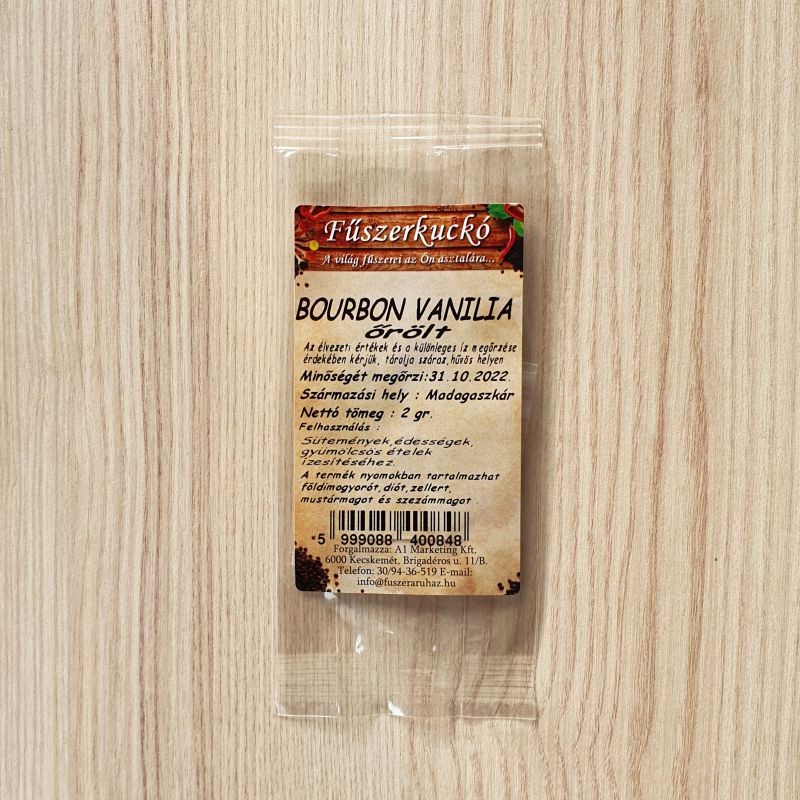 Fűszerkuckó
A világ fűszerei az Ön asztalára...
BOURBON VANILIA
őrölt
Az élvezeti értékek és a különleges íz megőrzése
érdekében kérjük, tárolja száraz,hűvös helyen
Minőségét megőrzi:31.10.2022.
Származási hely : Madagaszkár
Nettó tömeg : 2 gr.
Felhasználás :
Sütemények,édességek,
gyümölcsös ételek
ízesítéséhez.
A termék nyomokban tartalmazhat
földimogyorót,diót,zellert,
mustármagot és szezámmagot .
5 999088 400848
Forgalmazza: A1 Marketing Kft.
6000 Kecskemét, Brigadéros u. 11/B.
Telefon: 30/94-36-519 E-mail:
info@fuszeraruhaz.hu